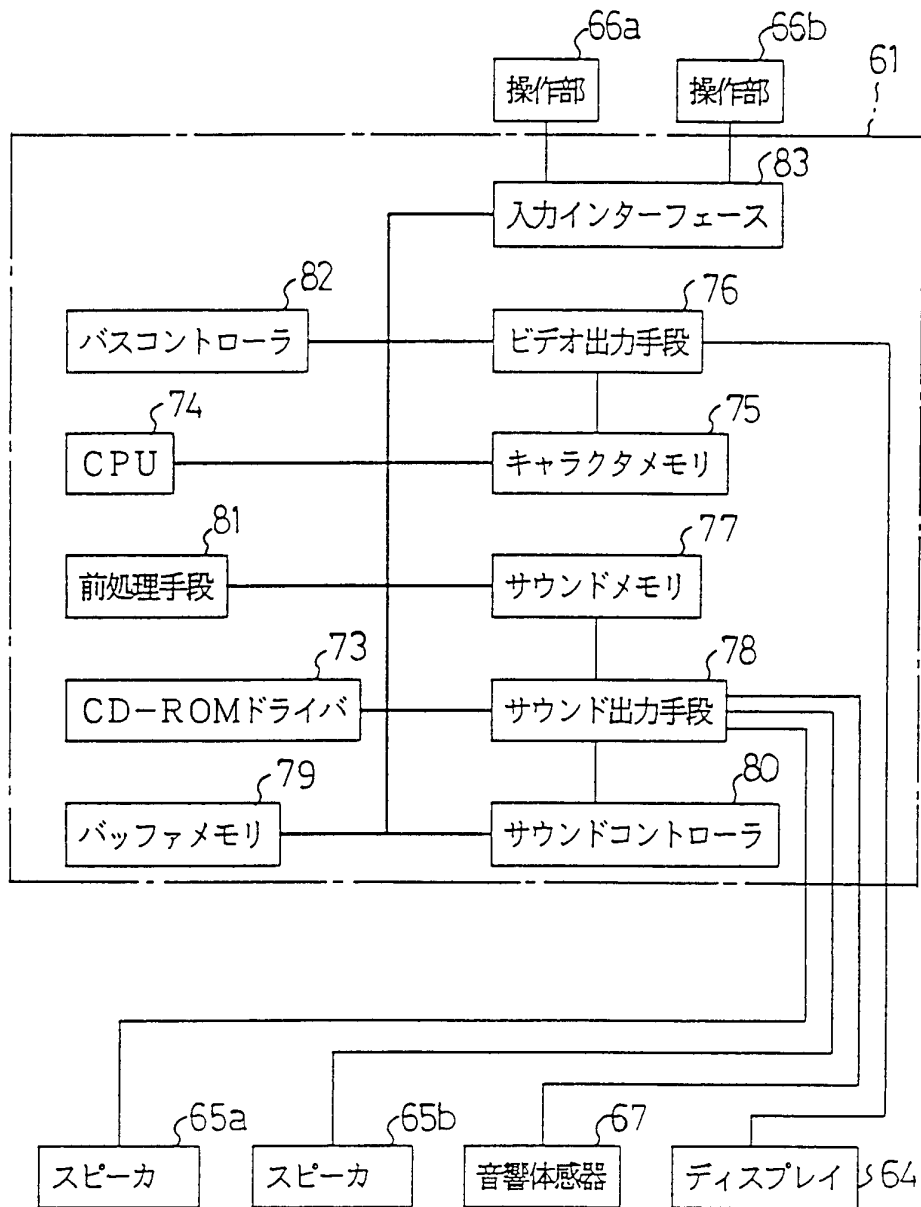 66a
66b
61
操作部
操作部
83
入力インターフェース
82
76
バスコントローラ
ビデオ出力手段
74
75
CPU
キャラクタメモリ
81
77
前処理手段
サウンドメモリ
73
78
CD-ROMドライバ
サウンド出力手段
79
80
バッファメモリ
サウンドコントローラ
65a
65b
67
スピーカ
スピーカ
音響体感器
ディスプレイ
64